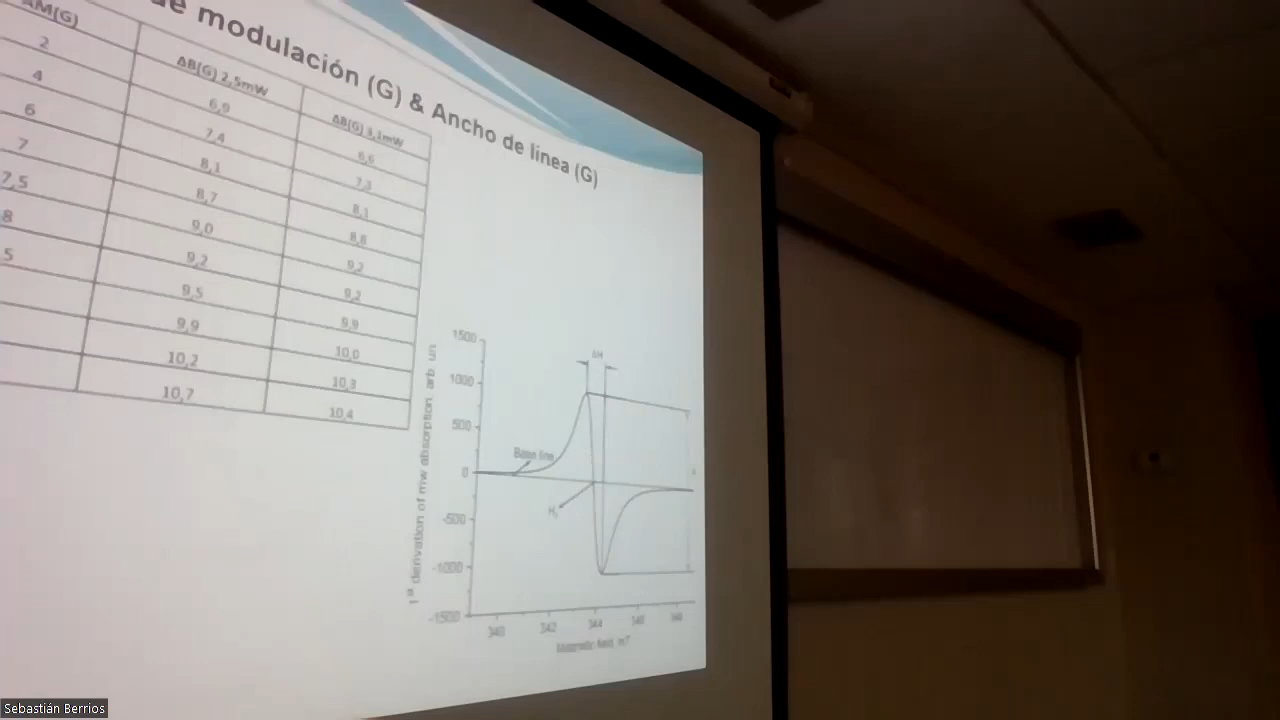 de modulación (G) & Ancho de línea (G)
AM(G) ΔB(G) 2,5mW ΔB(G) 3,1mW
2 6,9 6,6
4 7,4 7,3
6 8,1 8,1
7 8,7 8,8
7,5 9,0 9,2
8 9,2 9,2
5 9,5 9,9
9,9 10,0
10,2 10,3
10,7 10,4
ΔH
1500
1000
500
0
-500
-1000
-1500
Base line
1st derivation of mw absorption, arb. un
340 342 344 346
Magnetic field, mT
Sebastián Berrios